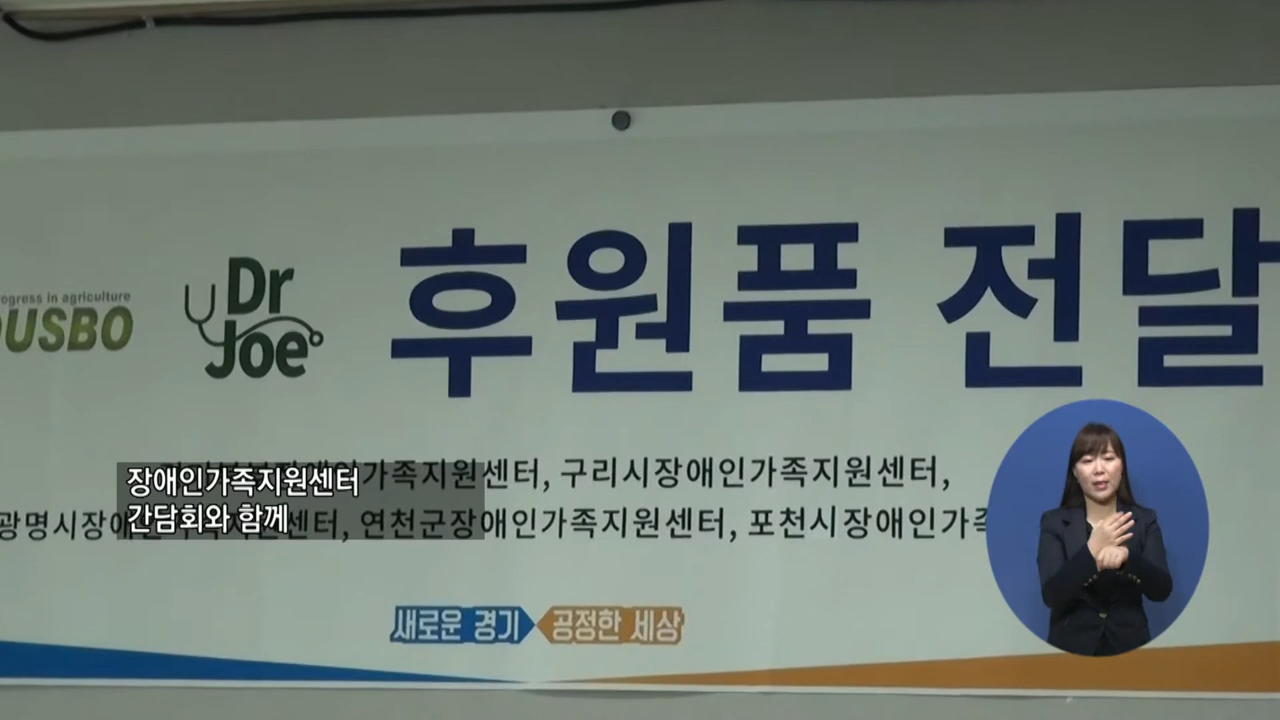 후원품 전달
Dr
Joe
가족지원센터, 구리시장애인가족지원센터,
광명시장애 센터, 연천군장애인가족지원센터, 포천시장애인가족
장애인가족지원센터
간담회와 함께
새로운 경기 공정한 세상
in agriculture